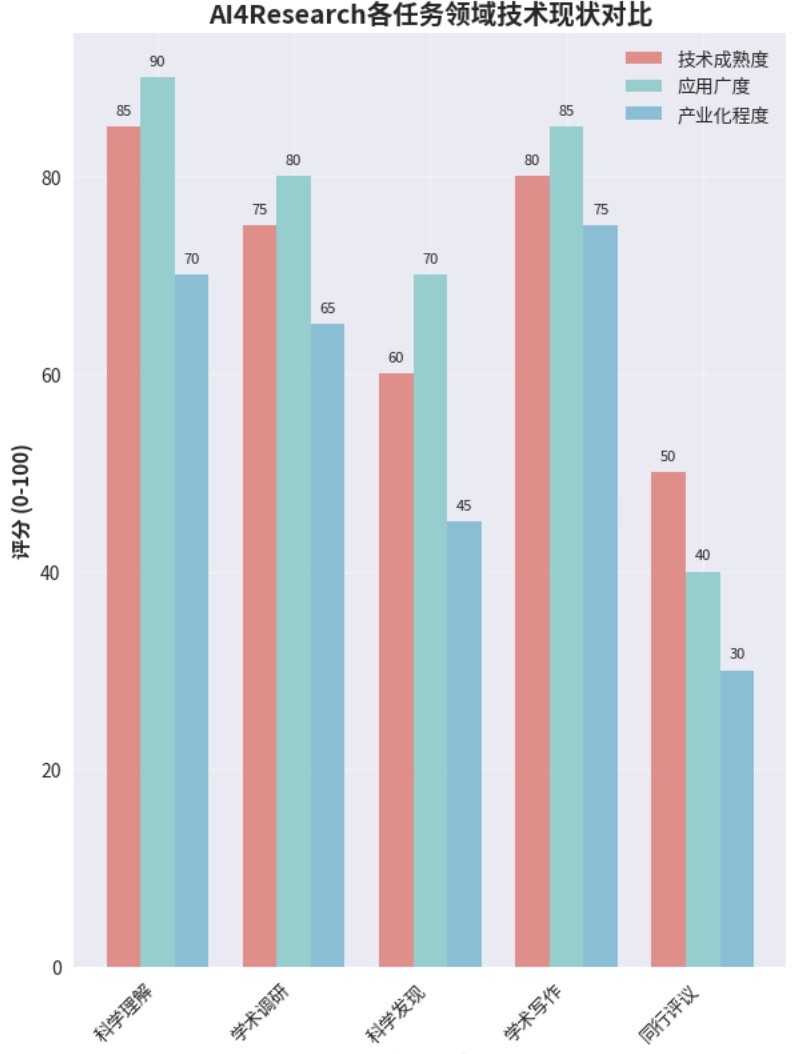 AI4Research各任务领域技术现状对比
技术成熟度
应用广度
产业化程度
评分 (0-100)
80
60
40
20
0
85
90
70
75
80
65
60
70
45
80
85
75
50
40
30
科学理解
学术调研
科学发现
学术写作
同行评议